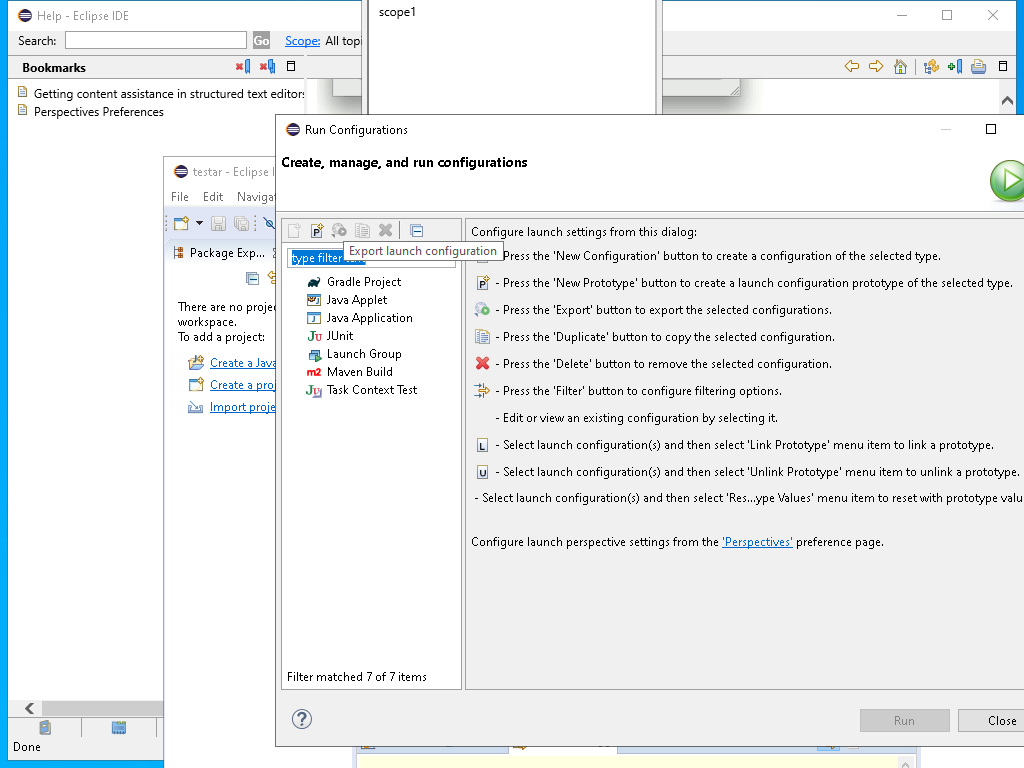 Help - Eclipse IDE
scope1
Search:
Go
Scope:
All topi
Bookmarks
Getting content assistance in structured text editors
Perspectives Preferences
Run Configurations
Create, manage, and run configurations
testar - Eclipse I
File
Edit
Navigat
Package Exp...
There are no proje
workspace.
To add a project:
Create a Java
Create a proj
Import proje
Export launch configuration
type filter
Gradle Project
Java Applet
Java Application
JUnit
Launch Group
Maven Build
Task Context Test
Filter matched 7 of 7 items
Configure launch settings from this dialog:
Press the 'New Configuration' button to create a configuration of the selected type.
- Press the 'New Prototype' button to create a launch configuration prototype of the selected type.
- Press the 'Export' button to export the selected configurations.
- Press the 'Duplicate' button to copy the selected configuration.
- Press the 'Delete' button to remove the selected configuration.
- Press the 'Filter' button to configure filtering options.
- Edit or view an existing configuration by selecting it.
- Select launch configuration(s) and then select 'Link Prototype' menu item to link a prototype.
- Select launch configuration(s) and then select 'Unlink Prototype' menu item to unlink a prototype.
- Select launch configuration(s) and then select 'Res...ype Values' menu item to reset with prototype valu
Configure launch perspective settings from the 'Perspectives' preference page.
Run
Close
Done